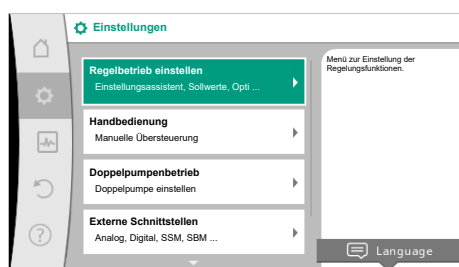 Einstellungen
Regelbetrieb einstellen
Einstellungsassistent, Sollwerte, Opti ...
Handbedienung
Manuelle Übersteuerung
Doppelpumpenbetrieb
Doppelpumpe einstellen
Externe Schnittstellen
Analog, Digital, SSM, SBM ...
Menü zur Einstellung der
Regelungsfunktionen.
Language